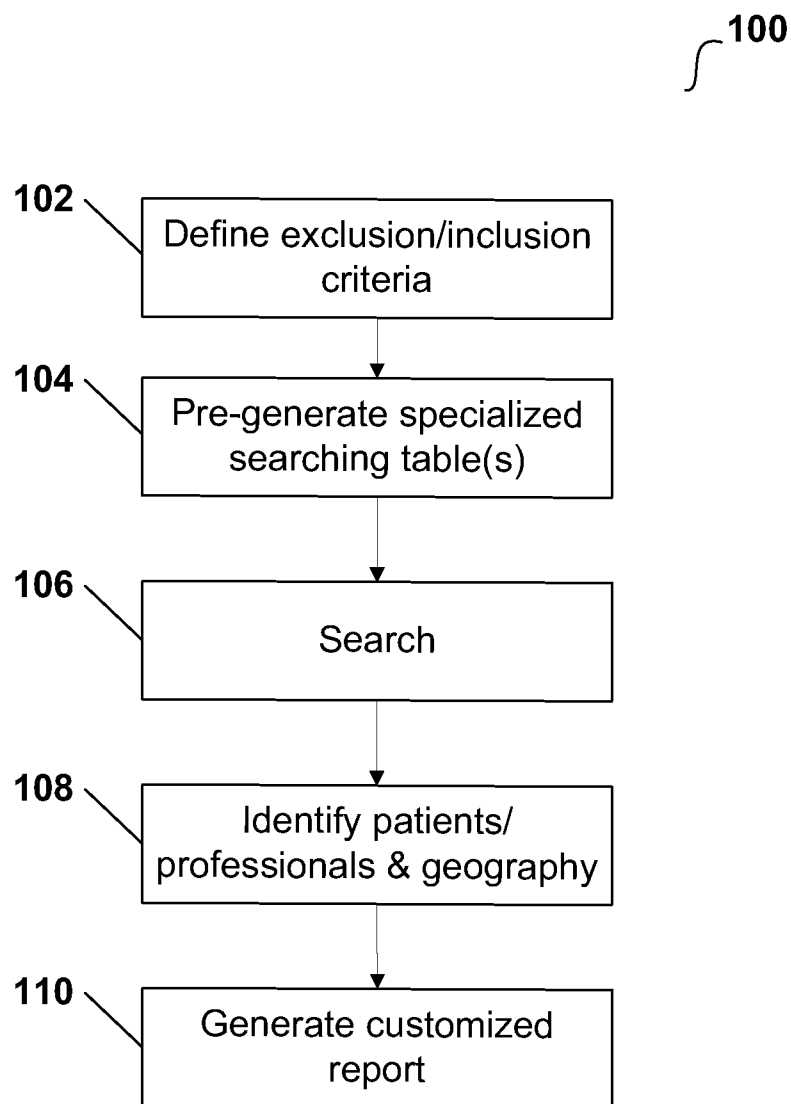 100
102
Define exclusion/inclusion
criteria
104
Pre-generate specialized
searching table(s)
106
Search
108
Identify patients/
professionals & geography
110
Generate customized
report